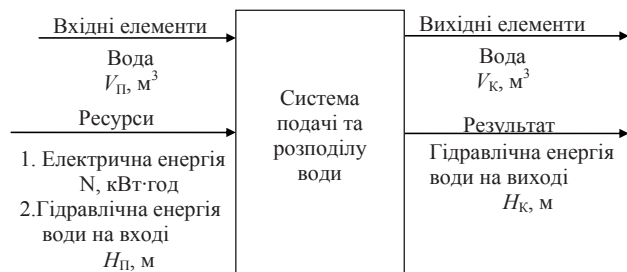 Вхідні елементи
Вода
V_П, м³
Ресурси
1. Електрична енергія
N, кВт·год
2.Гідравлічна енергія
води на вході
H_П, м
Система
подачі та
розподілу
води
Вихідні елементи
Вода
V_К, м³
Результат
Гідравлічна енергія
води на виході
H_К, м